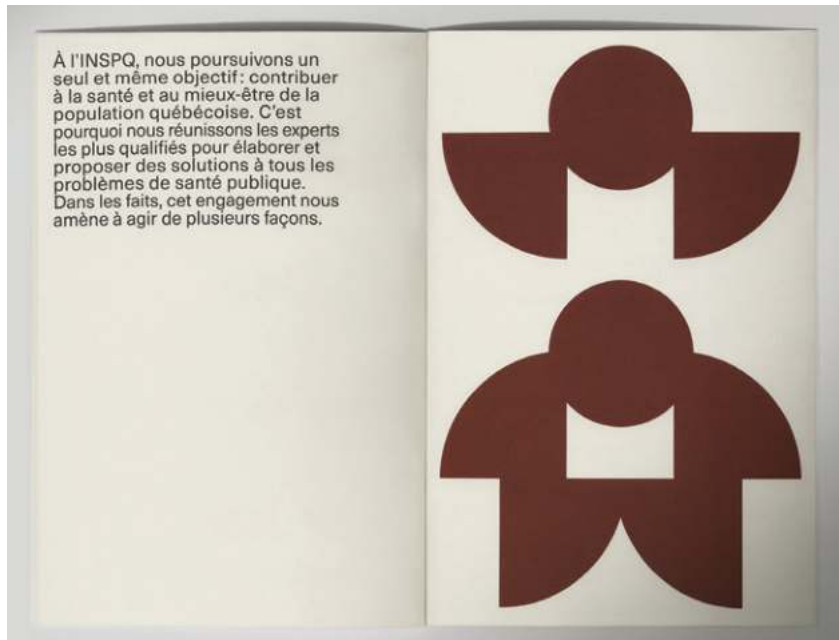 À l'INSPQ, nous poursuivons un
seul et même objectif : contribuer
à la santé et au mieux-être de la
population québécoise. C'est
pourquoi nous réunissons les experts
les plus qualifiés pour élaborer et
proposer des solutions à tous les
problèmes de santé publique.
Dans les faits, cet engagement nous
amène à agir de plusieurs façons.